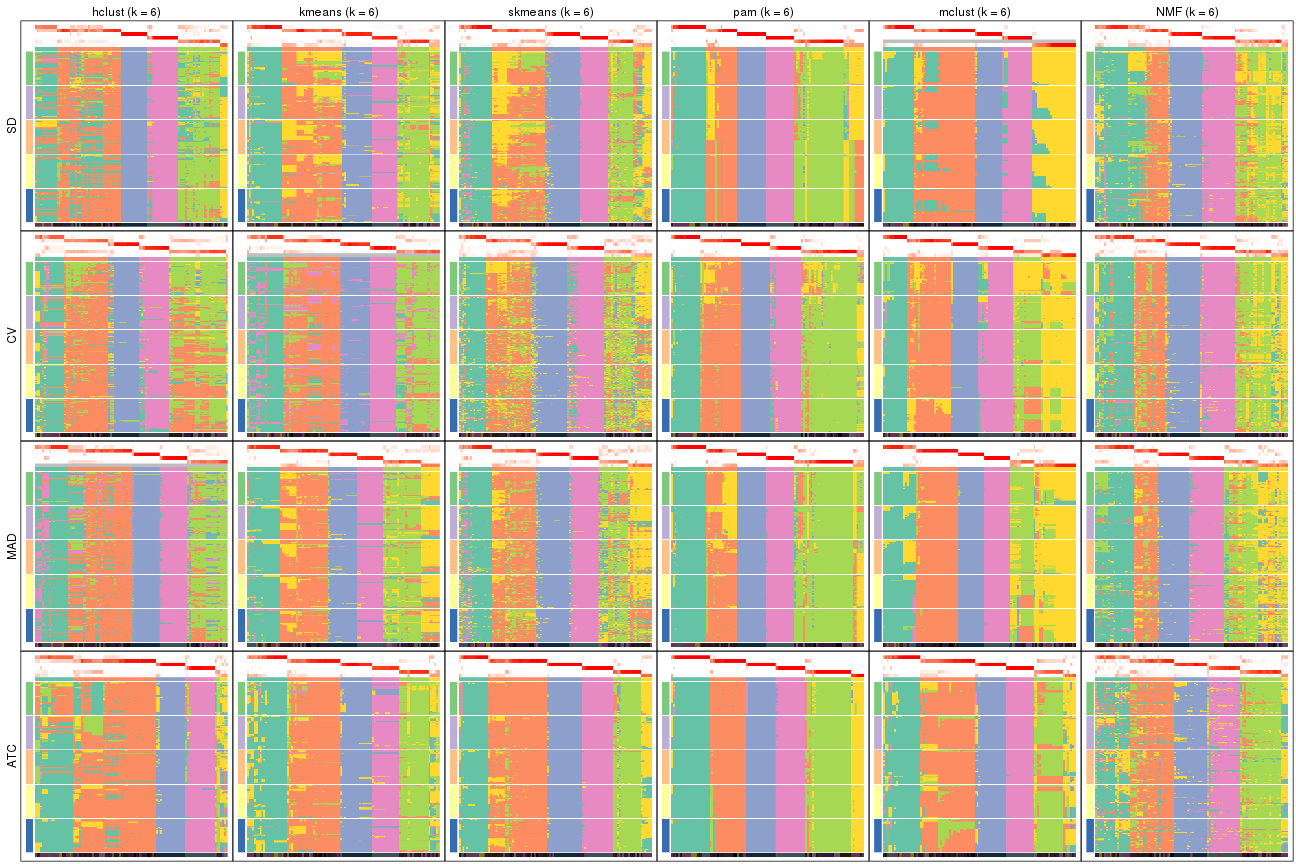 hclust (k = 6) kmeans (k = 6) skmeans (k = 6) pam (k = 6) mclust (k = 6) NMF (k = 6)
SD
CV
MAD
ATC